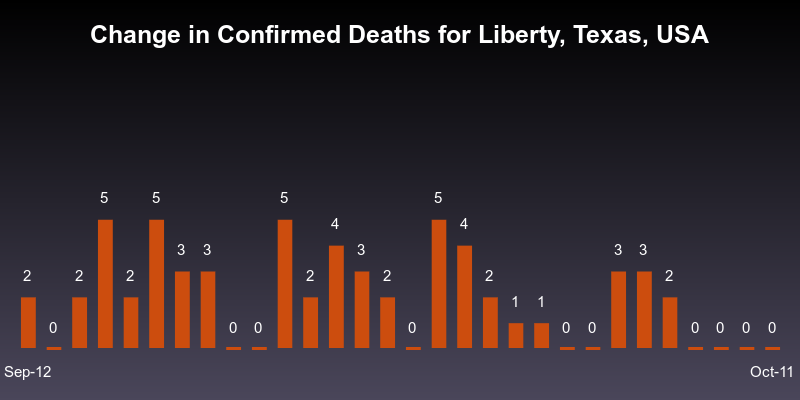 Change in Confirmed Deaths for Liberty, Texas, USA
2 0 2 5 2 5 3 3 0 0 5 2 4 3 2 0 5 4 2 1 1 0 0 3 3 2 0 0 0 0
Sep-12 Oct-11